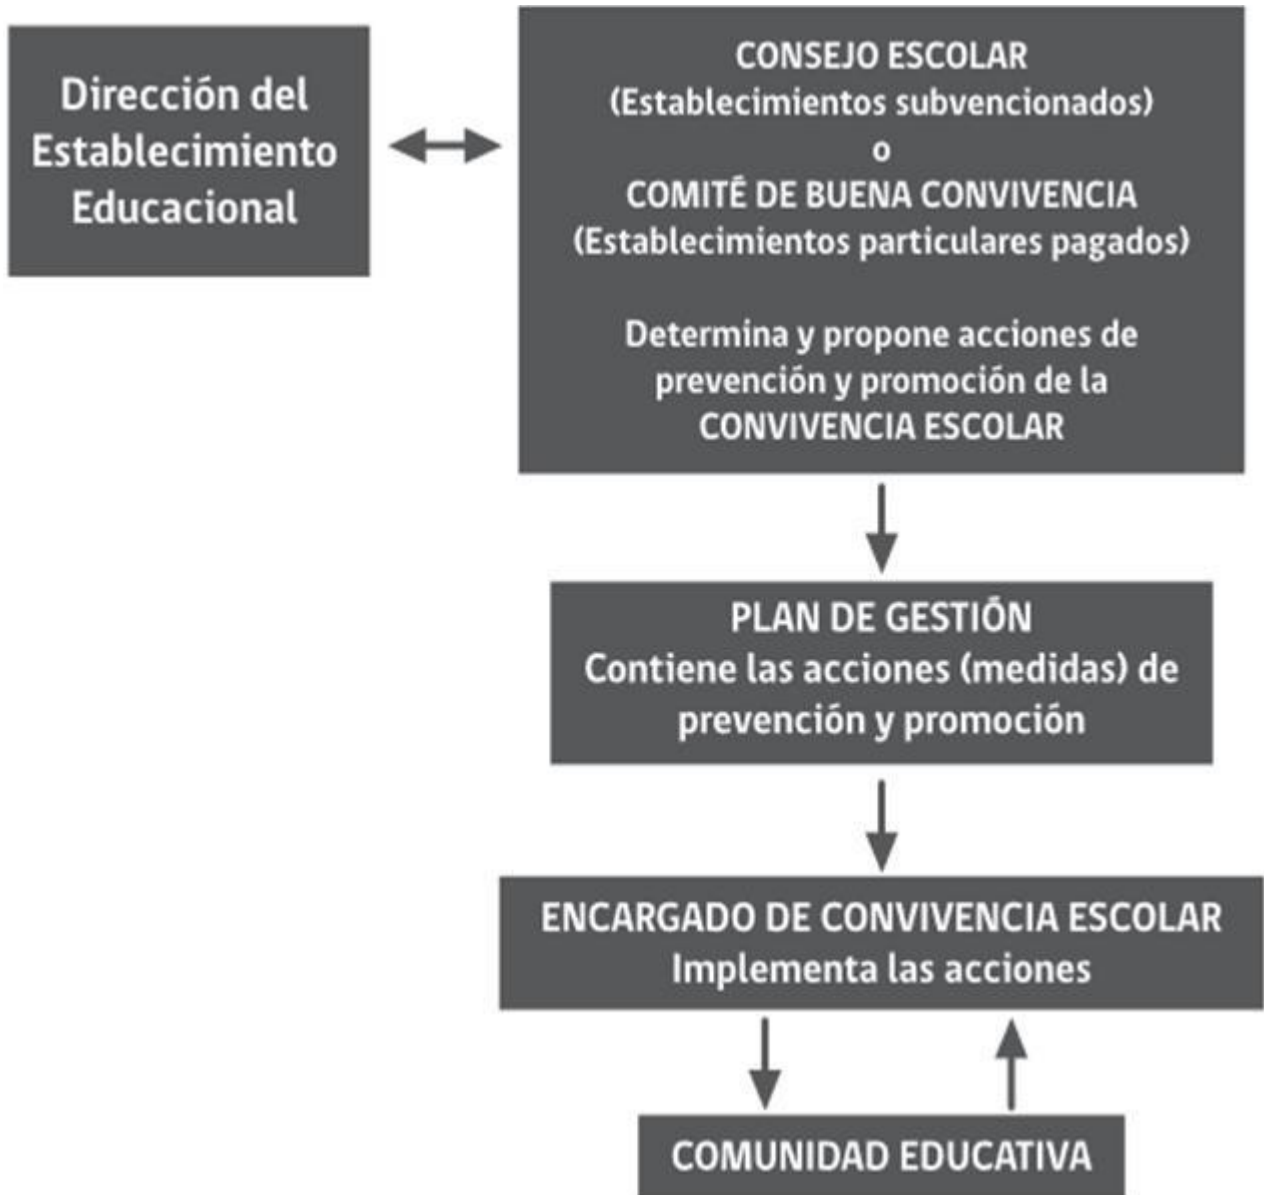 Dirección del
Establecimiento
Educacional
CONSEJO ESCOLAR
(Establecimientos subvencionados)
o
COMITÉ DE BUENA CONVIVENCIA
(Establecimientos particulares pagados)
Determina y propone acciones de
prevención y promoción de la
CONVIVENCIA ESCOLAR
PLAN DE GESTIÓN
Contiene las acciones (medidas) de
prevención y promoción
ENCARGADO DE CONVIVENCIA ESCOLAR
Implementa las acciones
COMUNIDAD EDUCATIVA